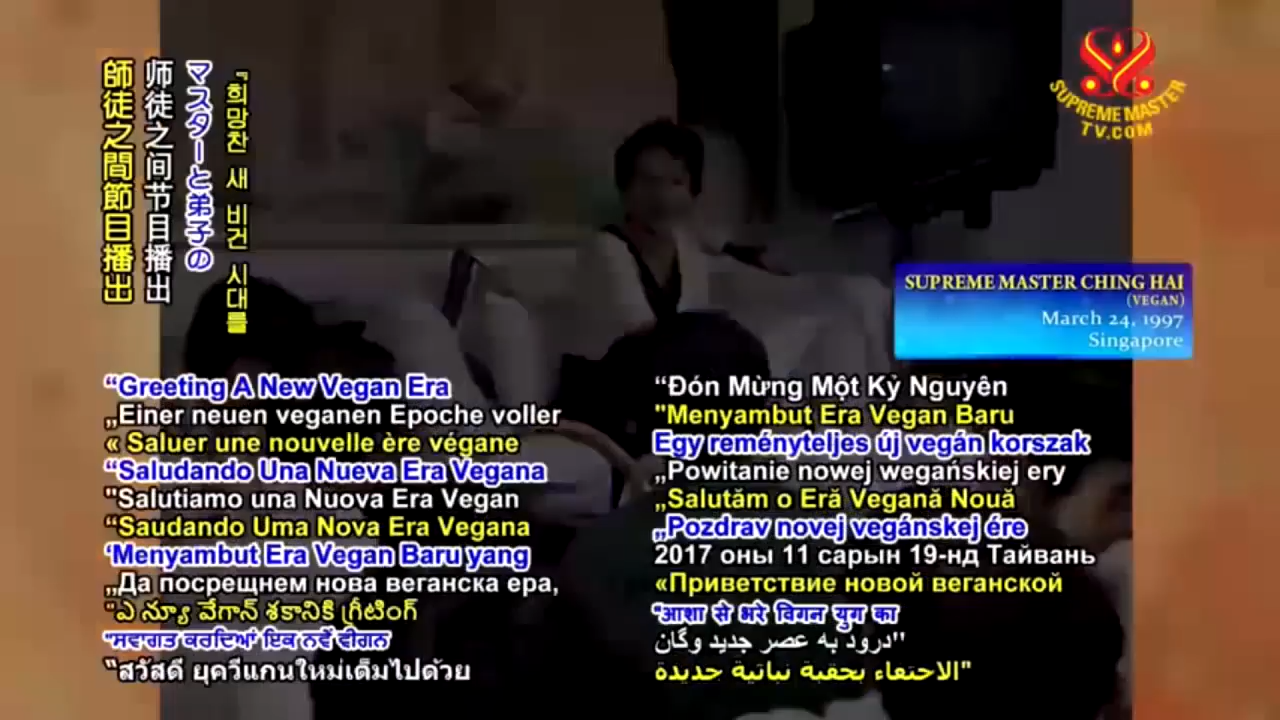 師徒之間節目播出
师徒之间节目播出
マスターと弟子の
『희망찬 새 비건 시대를
SUPREME MASTER
TV.COM
SUPREME MASTER CHING HAI
(VEGAN)
March 24, 1997
Singapore
“Greeting A New Vegan Era
„Einer neuen veganen Epoche voller
« Saluer une nouvelle ère végane
“Saludando Una Nueva Era Vegana
"Salutiamo una Nuova Era Vegan
“Saudando Uma Nova Era Vegana
‘Menyambut Era Vegan Baru yang
„Да посрещнем нова веганска ера,
"ఎ న్యూ వేగాన్ శకానికి గ్రీటింగ్
"ਸਵਾਗਤ ਕਰਦਿਆਂ ਇਕ ਨਵੇਂ ਵੀਗਨ
“สวัสดี ยุควีแกนใหม่เต็มไปด้วย
“Đón Mừng Một Kỷ Nguyên
"Menyambut Era Vegan Baru
Egy reményteljes új vegán korszak
„Powitanie nowej wegańskiej ery
„Salutăm o Eră Vegană Nouă
„Pozdrav novej vegánskej ére
2017 оны 11 сарын 19-нд Тайвань
«Приветствие новой веганской
"आशा से भरे विगन युग का
"درود به عصر جدید وگان
"الاحتفاء بحقبة نباتية جديدة